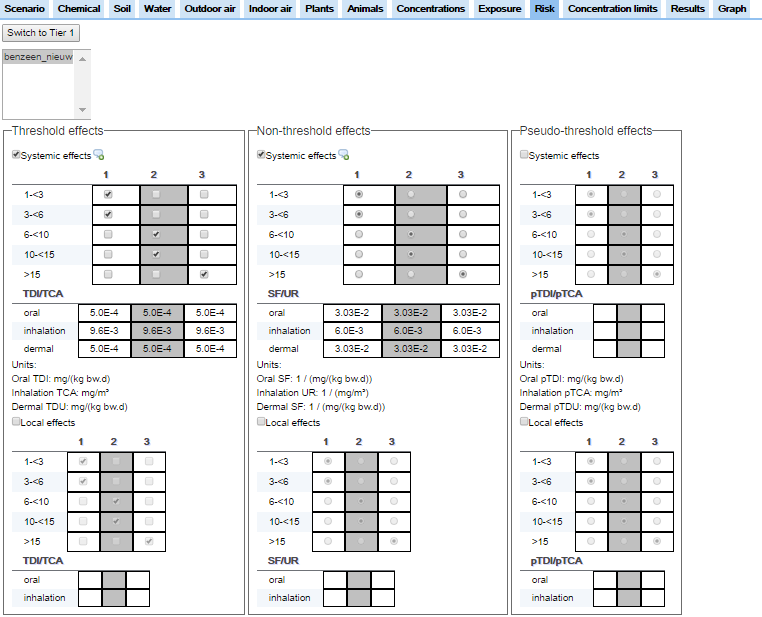 Scenario Chemical Soil Water Outdoor air Indoor air Plants Animals Concentrations Exposure Risk Concentration limits Results Graph
Switch to Tier 1
benzeen_nieuw
Threshold effects
Systemic effects
1 2 3
1-<3
3-<6
6-<10
10-<15
>15
TDI/TCA
oral 5.0E-4 5.0E-4 5.0E-4
inhalation 9.6E-3 9.6E-3 9.6E-3
dermal 5.0E-4 5.0E-4 5.0E-4
Units:
Oral TDI: mg/(kg bw.d)
Inhalation TCA: mg/m³
Dermal TDU: mg/(kg bw.d)
Local effects
1 2 3
1-<3
3-<6
6-<10
10-<15
>15
TDI/TCA
oral
inhalation
Non-threshold effects
Systemic effects
1 2 3
1-<3
3-<6
6-<10
10-<15
>15
SF/UR
oral 3.03E-2 3.03E-2 3.03E-2
inhalation 6.0E-3 6.0E-3 6.0E-3
dermal 3.03E-2 3.03E-2 3.03E-2
Units:
Oral SF: 1 / (mg/(kg bw.d))
Inhalation UR: 1 / (mg/m³)
Dermal SF: 1 / (mg/(kg bw.d))
Local effects
1 2 3
1-<3
3-<6
6-<10
10-<15
>15
SF/UR
oral
inhalation
Pseudo-threshold effects
Systemic effects
1 2 3
1-<3
3-<6
6-<10
10-<15
>15
pTDI/pTCA
oral
inhalation
dermal
Units:
Oral pTDI: mg/(kg bw.d)
Inhalation pTCA: mg/m³
Dermal pTDU: mg/(kg bw.d)
Local effects
1 2 3
1-<3
3-<6
6-<10
10-<15
>15
pTDI/pTCA
oral
inhalation